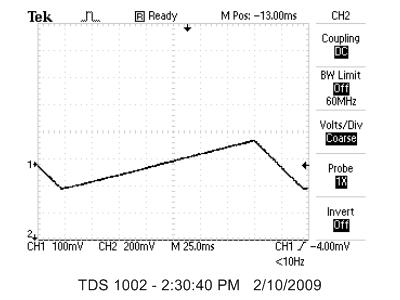 Tek
R Ready
M Pos: -13.00ms
CH2
Coupling
DC
BW Limit
Off
60MHz
Volts/Div
Coarse
Probe
1X
Invert
Off
1
2
CH1 100mV
CH2 200mV
M 25.0ms
CH1 / -4.00mV
<10Hz
TDS 1002 - 2:30:40 PM 2/10/2009